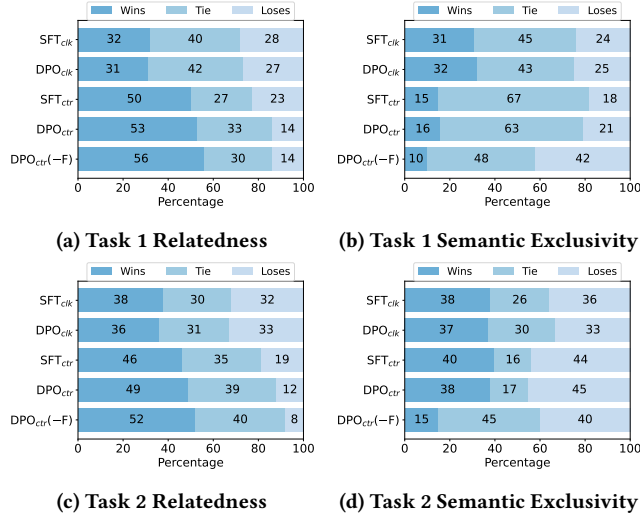 Wins Tie Loses
SFTclk 32 40 28
DPOclk 31 42 27
SFTctr 50 27 23
DPOctr 53 33 14
DPOctr(−F) 56 30 14
0 20 40 60 80 100
Percentage
(a) Task 1 Relatedness
Wins Tie Loses
SFTclk 31 45 24
DPOclk 32 43 25
SFTctr 15 67 18
DPOctr 16 63 21
DPOctr(−F) 10 48 42
0 20 40 60 80 100
Percentage
(b) Task 1 Semantic Exclusivity
Wins Tie Loses
SFTclk 38 30 32
DPOclk 36 31 33
SFTctr 46 35 19
DPOctr 49 39 12
DPOctr(−F) 52 40 8
0 20 40 60 80 100
Percentage
(c) Task 2 Relatedness
Wins Tie Loses
SFTclk 38 26 36
DPOclk 37 30 33
SFTctr 40 16 44
DPOctr 38 17 45
DPOctr(−F) 15 45 40
0 20 40 60 80 100
Percentage
(d) Task 2 Semantic Exclusivity